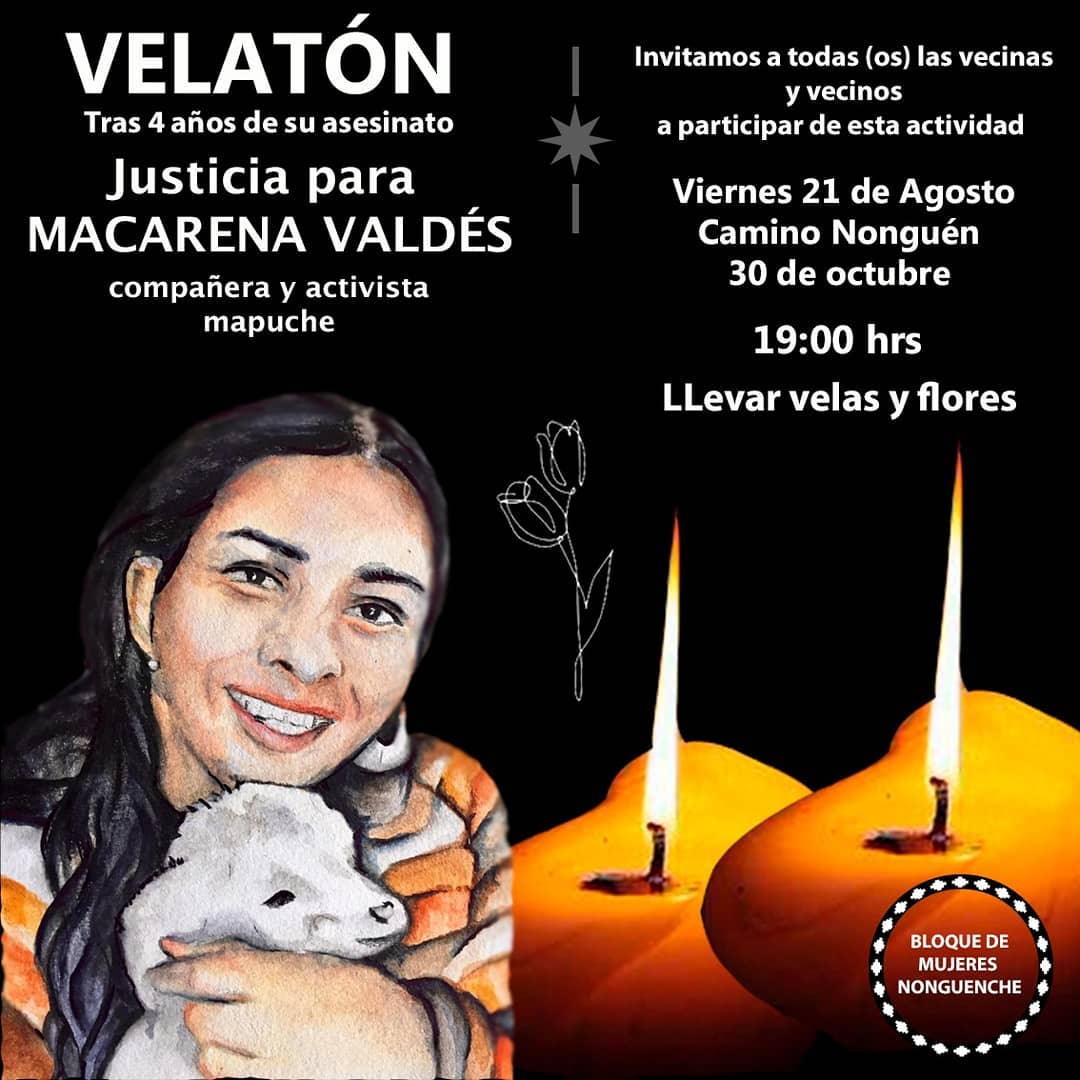 VELATÓN
Tras 4 años de su asesinato
Justicia para
MACARENA VALDÉS
compañera y activista
mapuche
Invitamos a todas (os) las vecinas
y vecinos
a participar de esta actividad
Viernes 21 de Agosto
Camino Nonguén
30 de octubre
19:00 hrs
LLevar velas y flores
BLOQUE DE
MUJERES
NONGUENCHE